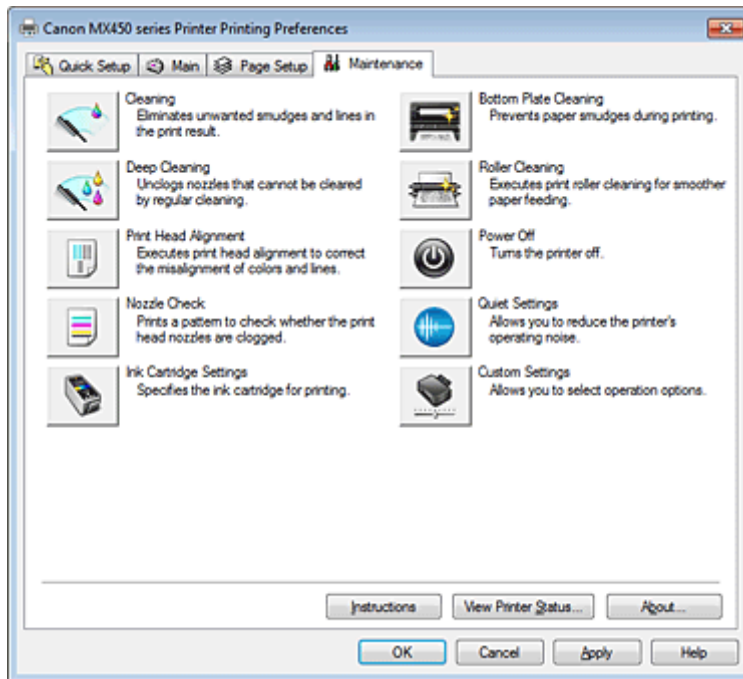 Canon MX450 series Printer Printing Preferences
Quick Setup
Main
Page Setup
Maintenance
Cleaning
Eliminates unwanted smudges and lines in
the print result.
Deep Cleaning
Unclogs nozzles that cannot be cleared
by regular cleaning.
Print Head Alignment
Executes print head alignment to correct
the misalignment of colors and lines.
Nozzle Check
Prints a pattern to check whether the print
head nozzles are clogged.
Ink Cartridge Settings
Specifies the ink cartridge for printing.
Bottom Plate Cleaning
Prevents paper smudges during printing.
Roller Cleaning
Executes print roller cleaning for smoother
paper feeding.
Power Off
Turns the printer off.
Quiet Settings
Allows you to reduce the printer's
operating noise.
Custom Settings
Allows you to select operation options.
Instructions
View Printer Status...
About...
OK
Cancel
Apply
Help